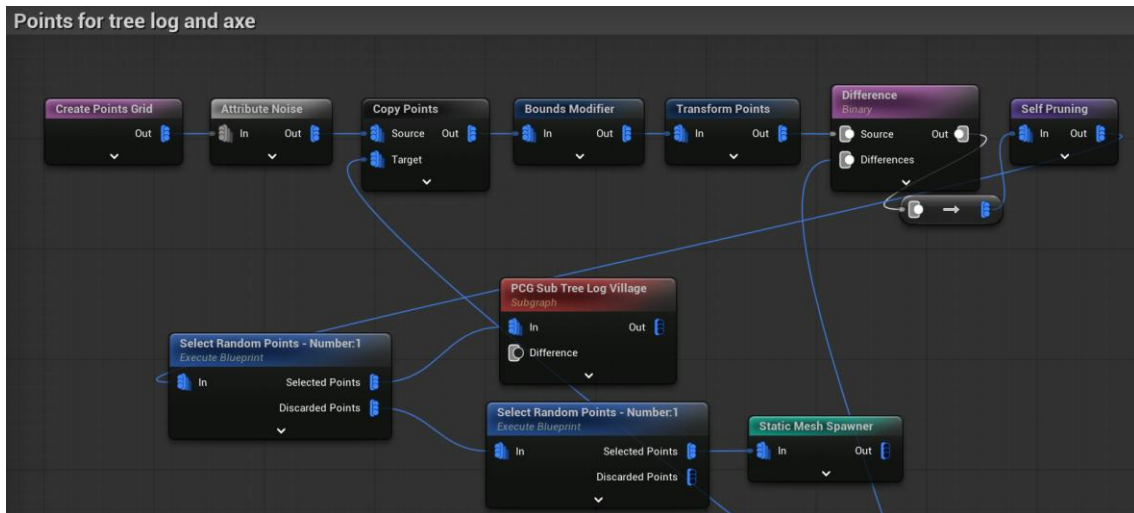 Points for tree log and axe
Create Points Grid
Out
Attribute Noise
In Out
Copy Points
Source Out
Target
Bounds Modifier
In Out
Transform Points
In Out
Difference
Binary
Source Out
Differences
Self Pruning
In Out
PCG Sub Tree Log Village
Subgraph
In Out
Difference
Select Random Points - Number:1
Execute Blueprint
In Selected Points
Discarded Points
Select Random Points - Number:1
Execute Blueprint
In Selected Points
Discarded Points
Static Mesh Spawner
In Out